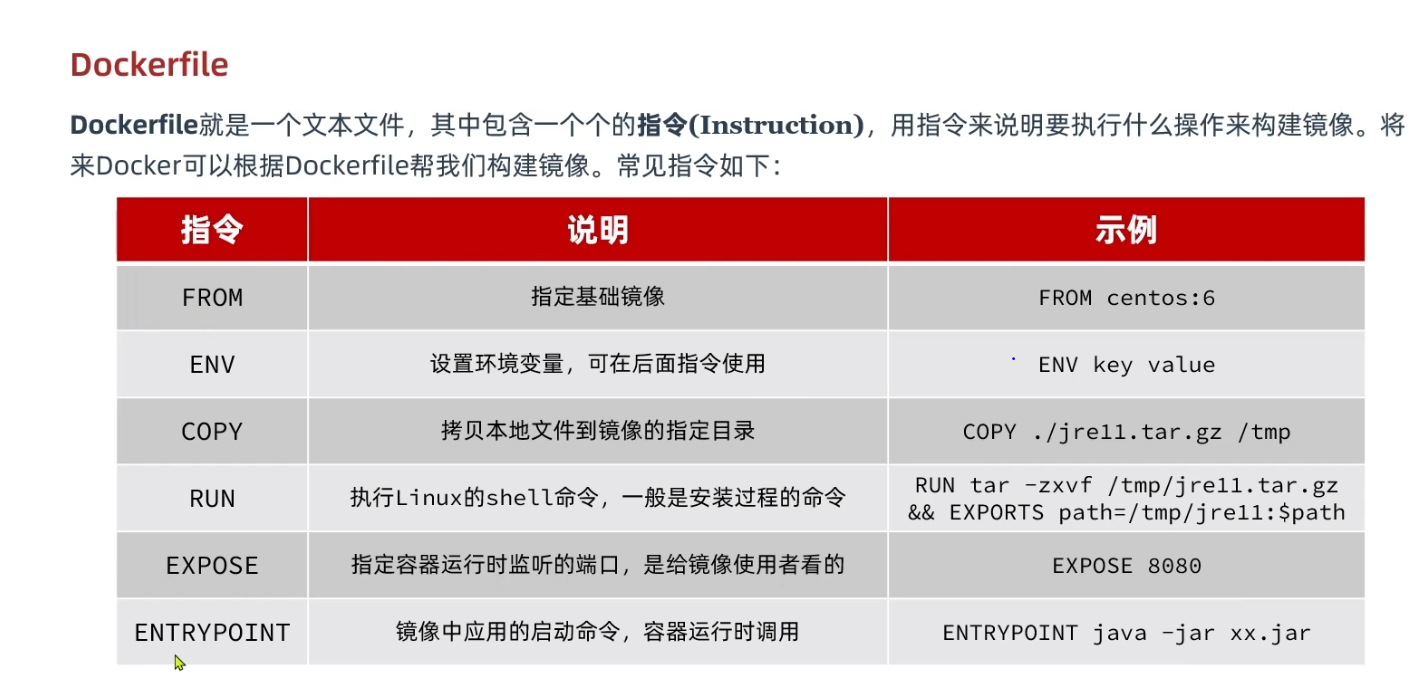 Dockerfile
Dockerfile就是一个文本文件，其中包含一个个的指令(Instruction)，用指令来说明要执行什么操作来构建镜像。将
来Docker可以根据Dockerfile帮我们构建镜像。常见指令如下：
指令 说明 示例
FROM 指定基础镜像 FROM centos:6
ENV 设置环境变量，可在后面指令使用 ENV key value
COPY 拷贝本地文件到镜像的指定目录 COPY ./jre11.tar.gz /tmp
RUN 执行Linux的shell命令，一般是安装过程的命令 RUN tar -zxvf /tmp/jre11.tar.gz
&& EXPORTS path=/tmp/jre11:$path
EXPOSE 指定容器运行时监听的端口，是给镜像使用者看的 EXPOSE 8080
ENTRYPOINT 镜像中应用的启动命令，容器运行时调用 ENTRYPOINT java -jar xx.jar